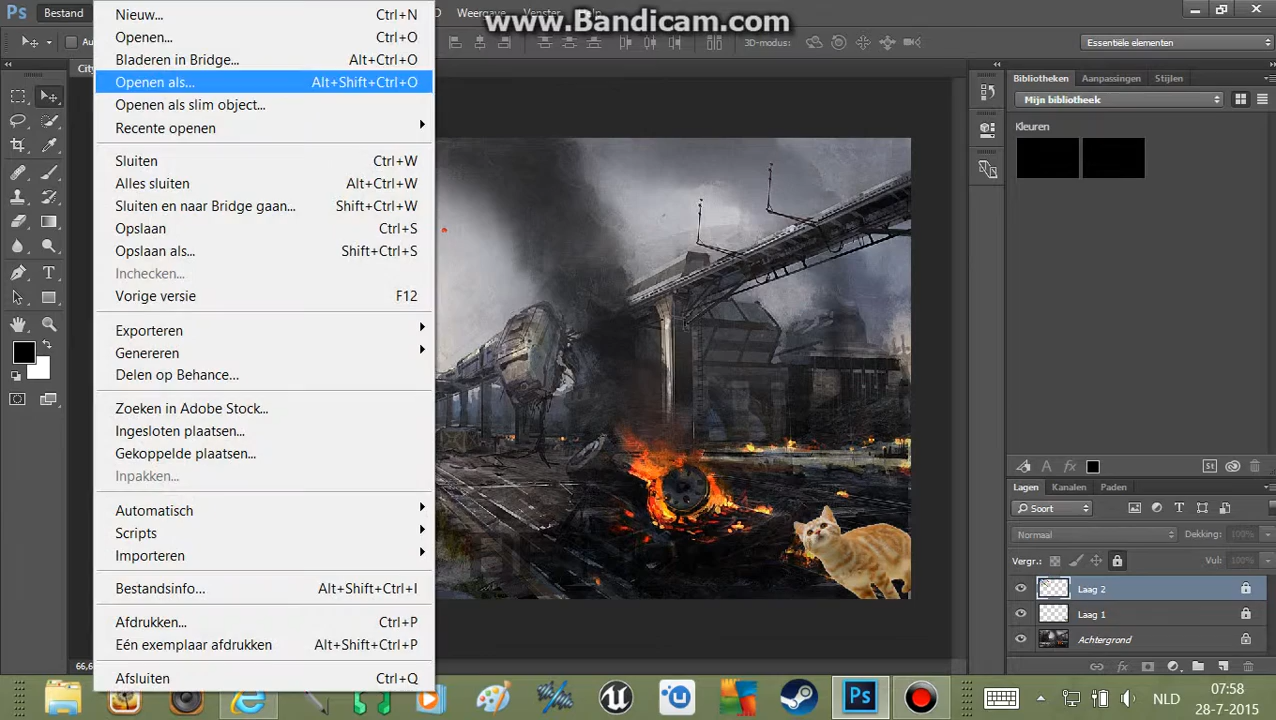 www.Bandicam.com
Ps Bestand Weergave Venster
Essentiële elementen
3D-modus:
Nieuw... Ctrl+N
Openen... Ctrl+O
Bladeren in Bridge... Alt+Ctrl+O
Openen als... Alt+Shift+Ctrl+O
Openen als slim object...
Recente openen
Sluiten Ctrl+W
Alles sluiten Alt+Ctrl+W
Sluiten en naar Bridge gaan... Shift+Ctrl+W
Opslaan Ctrl+S
Opslaan als... Shift+Ctrl+S
Inchecken...
Vorige versie F12
Exporteren
Genereren
Delen op Behance...
Zoeken in Adobe Stock...
Ingesloten plaatsen...
Gekoppelde plaatsen...
Inpakken...
Automatisch
Scripts
Importeren
Bestandsinfo... Alt+Shift+Ctrl+I
Afdrukken... Ctrl+P
Eén exemplaar afdrukken Alt+Shift+Ctrl+P
Afsluiten Ctrl+Q
Bibliotheken Aanpassingen Stijlen
Mijn bibliotheek
Kleuren
St
Lagen Kanalen Paden
Soort
Normaal Dekking: 100%
Vergr.: Vul: 100%
Laag 2
Laag 1
Achtergrond
Ps
NLD
07:58
28-7-2015